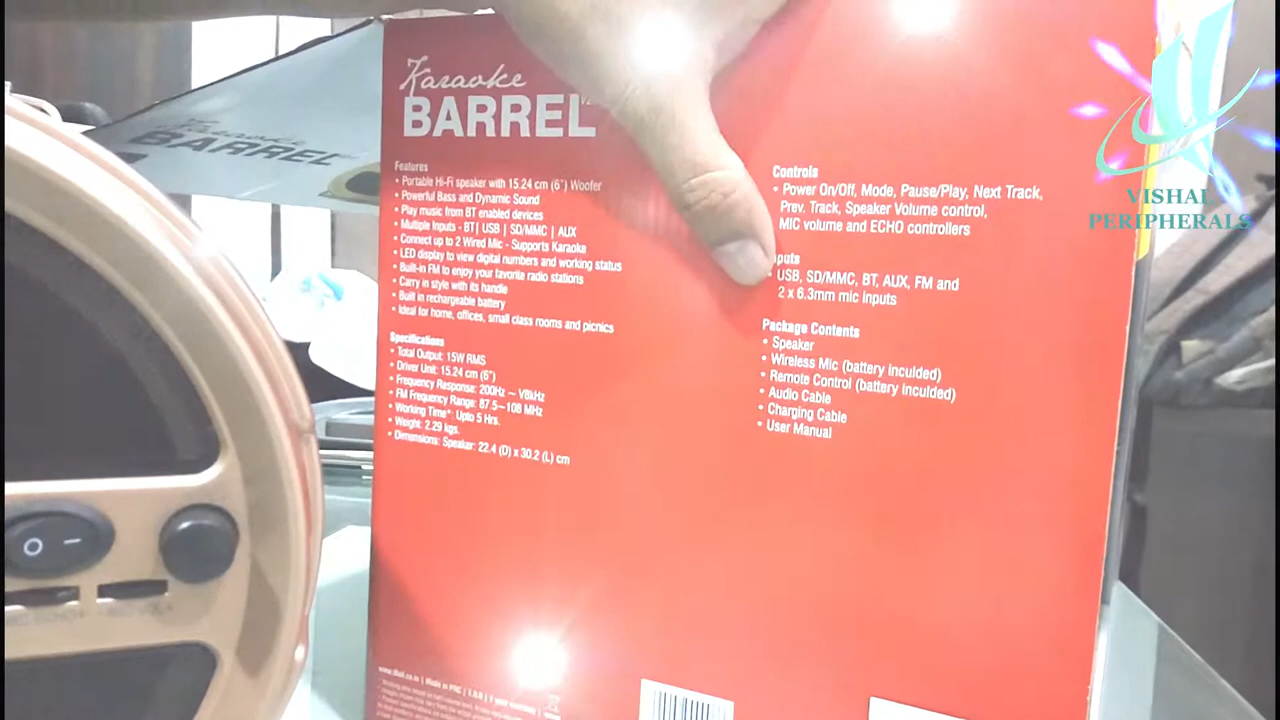 Karaoke
BARREL
Karaoke
BARREL
Features
• Portable Hi-Fi speaker with 15.24 cm (6") Woofer
• Powerful Bass and Dynamic Sound
• Play music from BT enabled devices
• Multiple Inputs - BT | USB | SD/MMC | AUX
• Connect up to 2 Wired Mic - Supports Karaoke
• LED display to view digital numbers and working status
• Built-in FM to enjoy your favorite radio stations
• Carry in style with its handle
• Built in rechargeable battery
• Ideal for home, offices, small class rooms and picnics
Specifications
• Total Output: 15W RMS
• Driver Unit: 15.24 cm (6")
• Frequency Response: 200Hz ~ V8kHz
• FM Frequency Range: 87.5~108 MHz
• Working Time*: Upto 5 Hrs.
• Weight: 2.29 kgs.
• Dimensions: Speaker: 22.4 (D) x 30.2 (L) cm
Controls
• Power On/Off, Mode, Pause/Play, Next Track,
Prev. Track, Speaker Volume control,
MIC volume and ECHO controllers
puts
USB, SD/MMC, BT, AUX, FM and
2 x 6.3mm mic inputs
Package Contents
• Speaker
• Wireless Mic (battery included)
• Remote Control (battery included)
• Audio Cable
• Charging Cable
• User Manual
VISHAL
PERIPHERALS